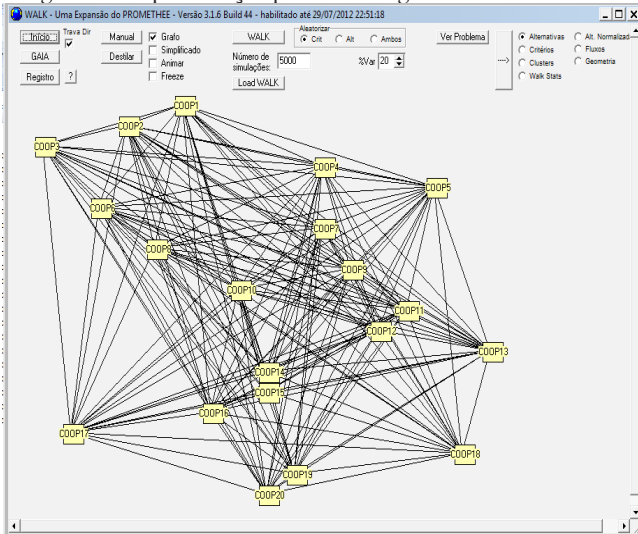 WALK - Uma Expansão do PROMETHEE - Versão 3.1.6 Build 44 - habilitado até 29/07/2012 22:51:18
Início
Trava Dir
Manual
Grafo
WALK
Aleatorizar
Crit
Alt
Ambos
Ver Problema
Alternativas
Alt. Normalizad
GAIA
Destilar
Simplificado
Animar
Freeze
Número de
simulações:
5000
%Var
20
--->
Critérios
Fluxos
Clusters
Geometria
Walk Stats
Registro
?
Load WALK
COOP1
COOP2
COOP3
COOP4
COOP5
COOP6
COOP7
COOP8
COOP9
COOP10
COOP11
COOP12
COOP13
COOP14
COOP15
COOP16
COOP17
COOP18
COOP19
COOP20